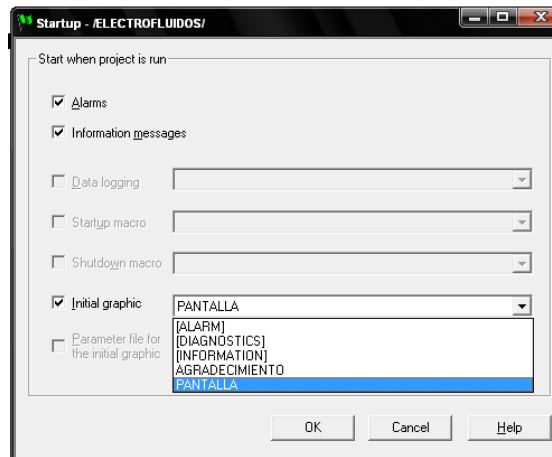 Startup - /ELECTROFLUIDOS/
Start when project is run
Alarms
Information messages
Data logging
Startup macro
Shutdown macro
Initial graphic PANTALLA
[ALARM]
[DIAGNOSTICS]
[INFORMATION]
AGRADECIMIENTO
PANTALLA
Parameter file for
the initial graphic
OK Cancel Help